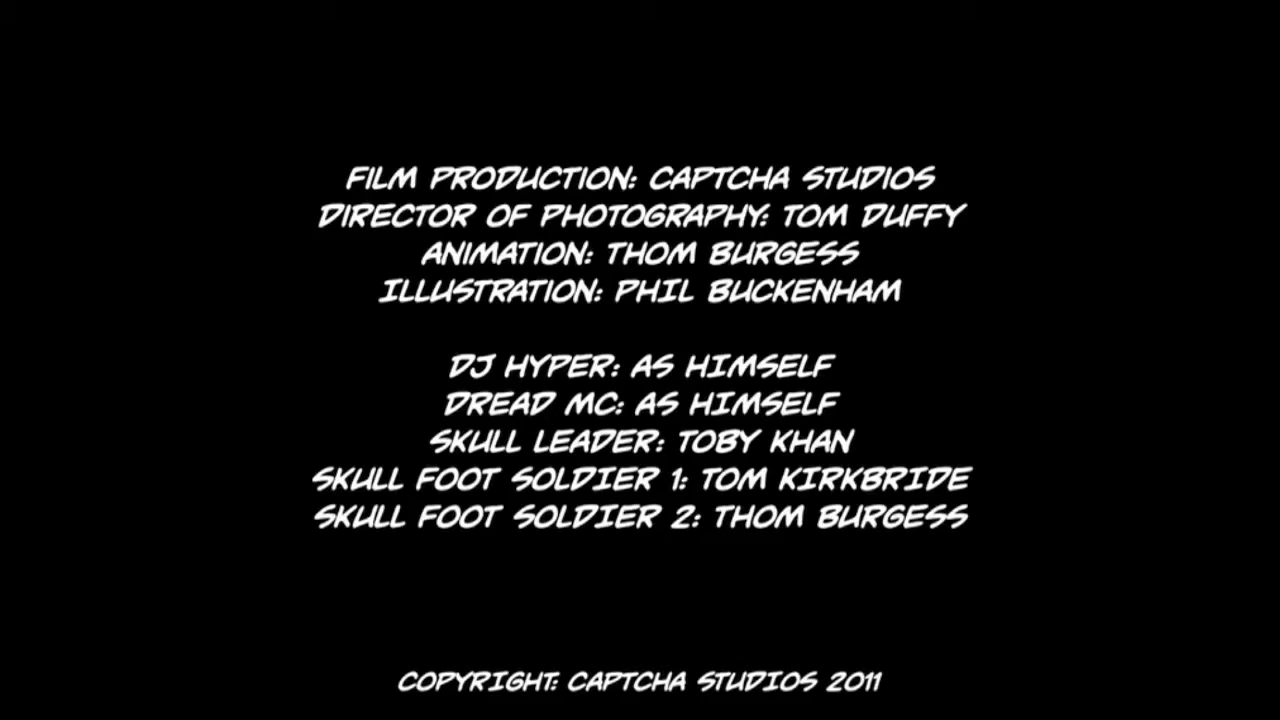 FILM PRODUCTION: CAPTCHA STUDIOS
DIRECTOR OF PHOTOGRAPHY: TOM DUFFY
ANIMATION: THOM BURGESS
ILLUSTRATION: PHIL BUCKENHAM
DJ HYPER: AS HIMSELF
DREAD MC: AS HIMSELF
SKULL LEADER: TOBY KHAN
SKULL FOOT SOLDIER 1: TOM KIRKBRIDE
SKULL FOOT SOLDIER 2: THOM BURGESS
COPYRIGHT: CAPTCHA STUDIOS 2011